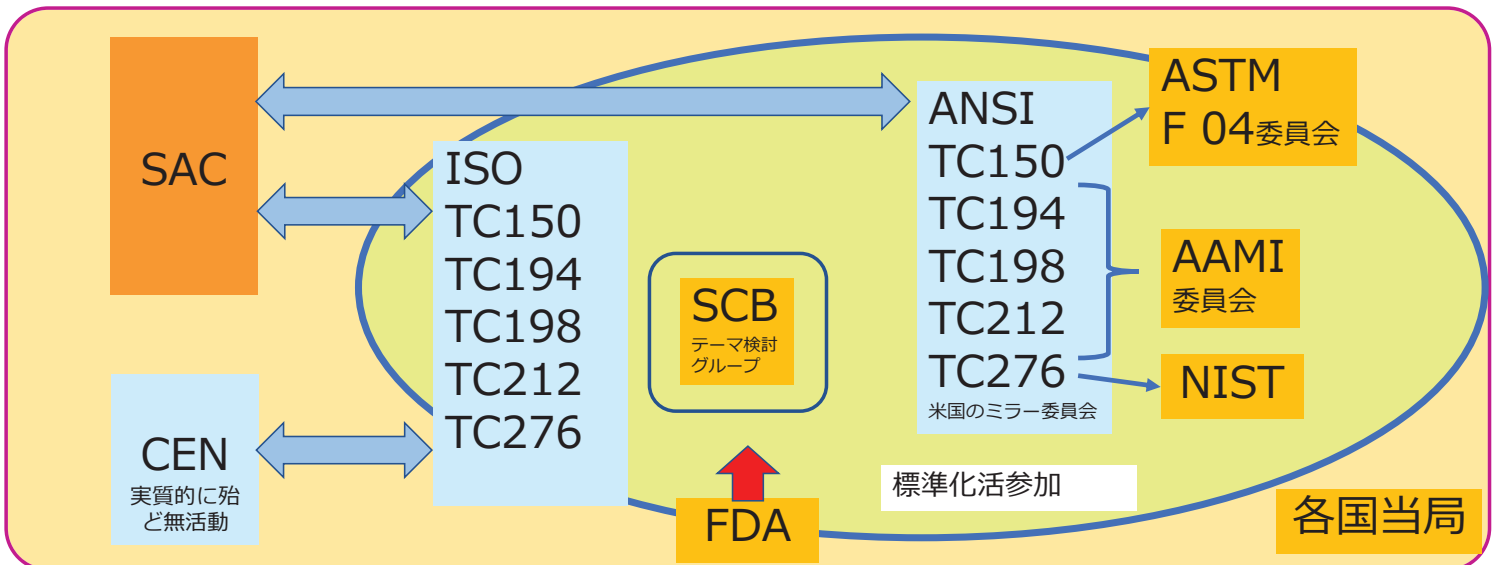 SAC
CEN
実質的に殆
ど無活動
ISO
TC150
TC194
TC198
TC212
TC276
SCB
テーマ検討
グループ
FDA
ANSI
TC150
TC194
TC198
TC212
TC276
米国のミラー委員会
標準化活参加
ASTM
F 04委員会
AAMI
委員会
NIST
各国当局